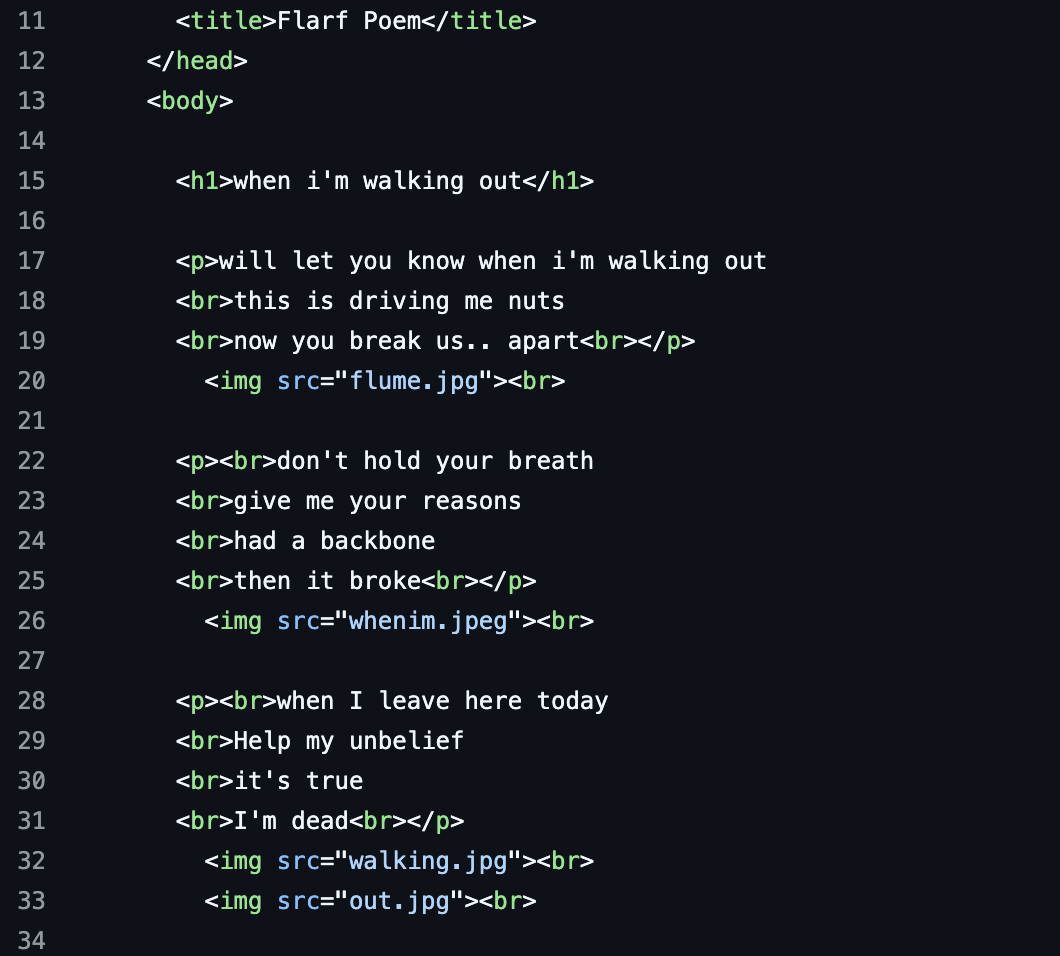 11 <title>Flarf Poem</title>
12 </head>
13 <body>
14
15 <h1>when i'm walking out</h1>
16
17 <p>will let you know when i'm walking out
18 <br>this is driving me nuts
19 <br>now you break us.. apart<br></p>
20 <img src="flume.jpg"><br>
21
22 <p><br>don't hold your breath
23 <br>give me your reasons
24 <br>had a backbone
25 <br>then it broke<br></p>
26 <img src="whenim.jpeg"><br>
27
28 <p><br>when I leave here today
29 <br>Help my unbelief
30 <br>it's true
31 <br>I'm dead<br></p>
32 <img src="walking.jpg"><br>
33 <img src="out.jpg"><br>
34